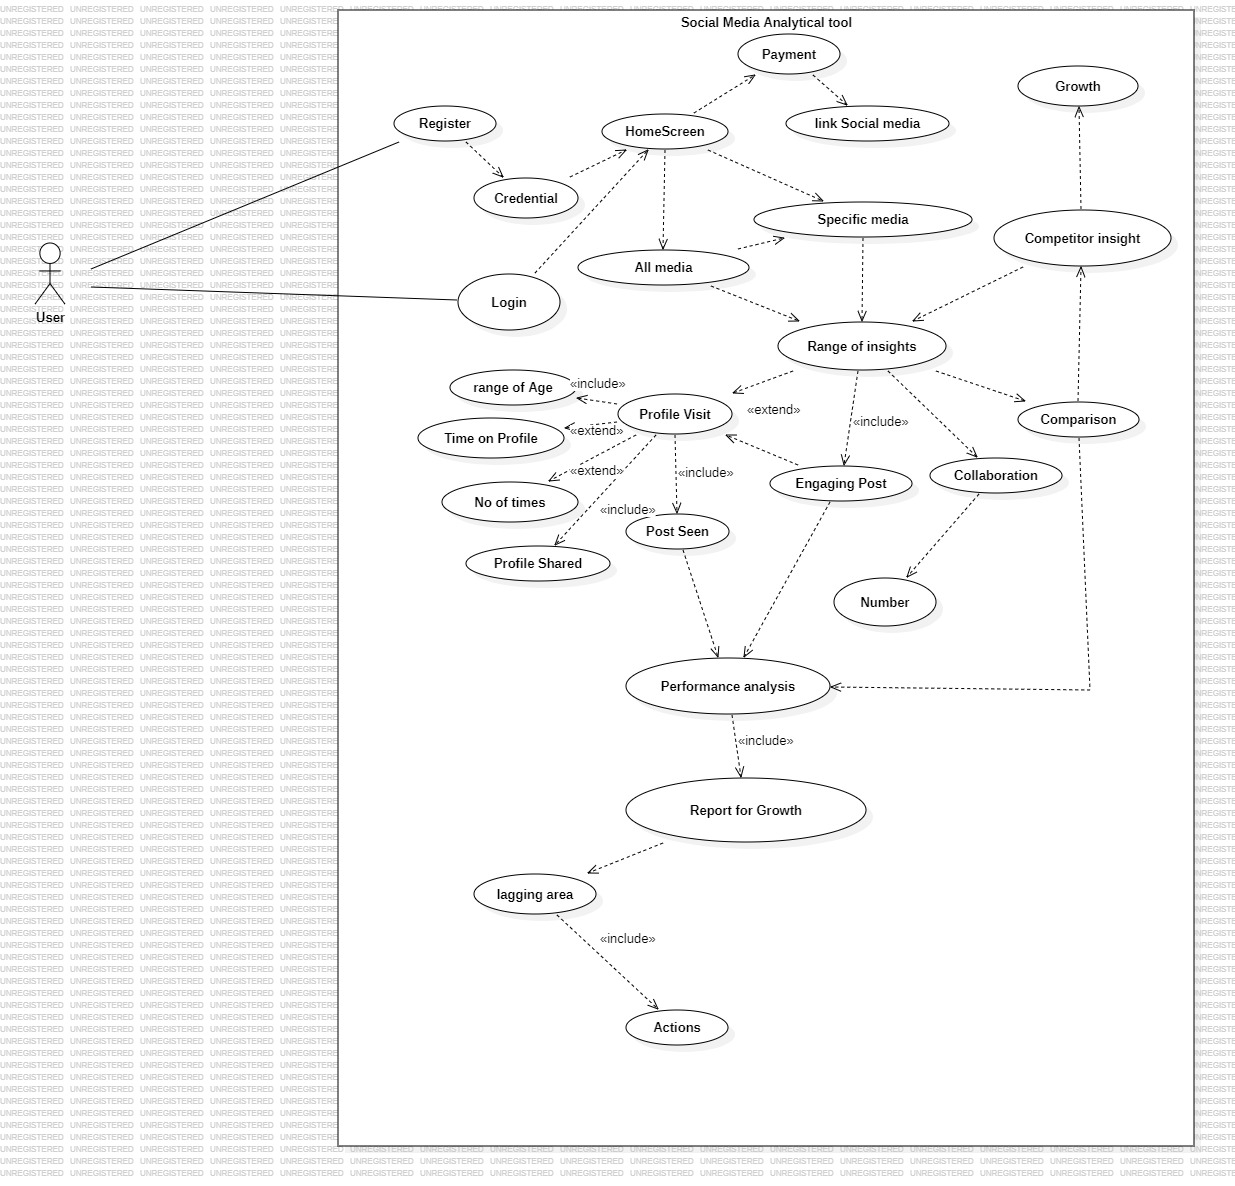 Social Media Analytical tool
Payment
Growth
Register
HomeScreen
link Social media
Credential
Specific media
Competitor insight
All media
Login
User
Range of insights
range of Age
«include»
Profile Visit
«extend»
Comparison
«include»
Time on Profile
«extend»
«extend»
«include»
Engaging Post
Collaboration
No of times
«include»
Post Seen
Profile Shared
Number
Performance analysis
«include»
Report for Growth
lagging area
«include»
Actions
UNREGISTERED